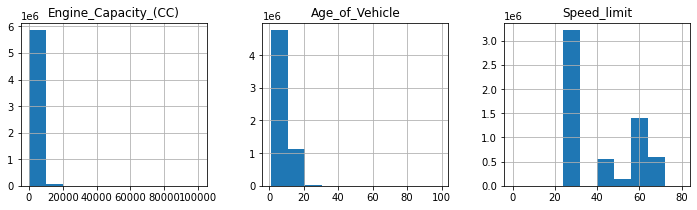 Engine_Capacity_(CC)
1e6
6
5
4
3
2
1
0
0 20000 40000 60000 80000 100000
Age_of_Vehicle
1e6
4
3
2
1
0
0 20 40 60 80 100
Speed_limit
1e6
3.5
3.0
2.5
2.0
1.5
1.0
0.5
0.0
0 20 40 60 80